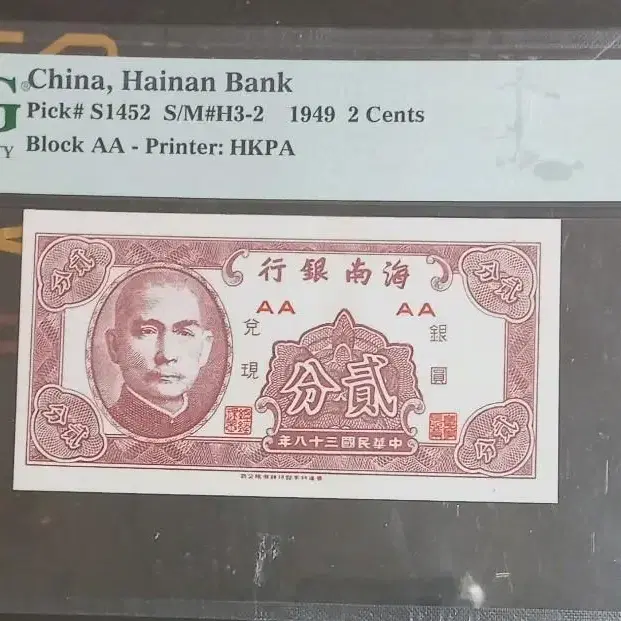 China, Hainan Bank
Pick# S1452 S/M#H3-2 1949 2 Cents
Block AA - Printer: HKPA
貳分
行銀南海
分貳
AA AA
兌現
銀圓
分貳
年八十三國民華中
貳分
分貳